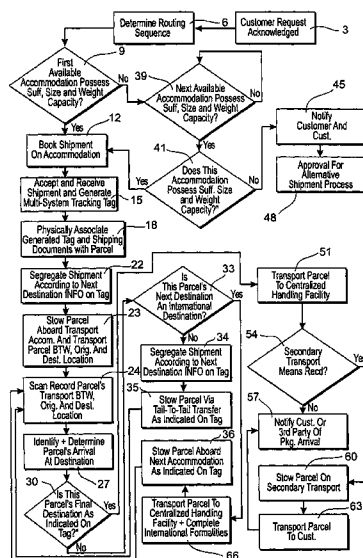 Determine Routing
Sequence
6
Customer Request
Acknowledged
3
First
Available
Accommodation Possess
Suff, Size and Weight
Capacity?
9
No
Yes
39
Next Available
Accommodation Possess
Suff, Size and Weight
Capacity?
No
Yes
45
Notify
Customer And
Cust.
Approval For
Alternative
Shipment Process
48
12
Book Shipment
On Accommodation
41
Does This
Accommodation
Possess Suff. Size
and Weight
Capacity?"
No
Yes
Accept and Receive
Shipment and Generate
Multi-System Tracking Tag
15
Physically Associate
Generated Tag and Shipping
Documents with Parcel
18
22
Segregate Shipment
According to Next
Destination INFO on Tag
23
Stow Parcel
Aboard Transport
Accom. And Transport
Parcel BTW, Orig. And
Dest. Location
24
Scan Record Parcel's
Transport BTW,
Orig. And Dest.
Location
Identify + Determine
Parcel's Arrival
At Destination
27
30
Is This
Parcel's Final
Destination As
Indicated On
Tag?"
Yes
No
33
Is
This Parcel's Next
Destination An
International
Destination?
Yes
No
34
Segregate Shipment
According to Next
Destination INFO on Tag
35
Stow Parcel Via
Tail-To-Tail Transfer As
Indicated On Tag
36
Stow Parcel Aboard
Next Accommodation
As Indicated On Tag
Transport Parcel To
Centralized Handling
Facility + Complete
International Formalities
66
51
Transport Parcel
To Centralized
Handling Facility
54
Secondary
Transport
Means Recd?
Yes
No
57
Notify Cust. Or
3rd Party Of
Pkg. Arrival
60
Stow Parcel On
Secondary Transport
63
Transport Parcel
To Cust.